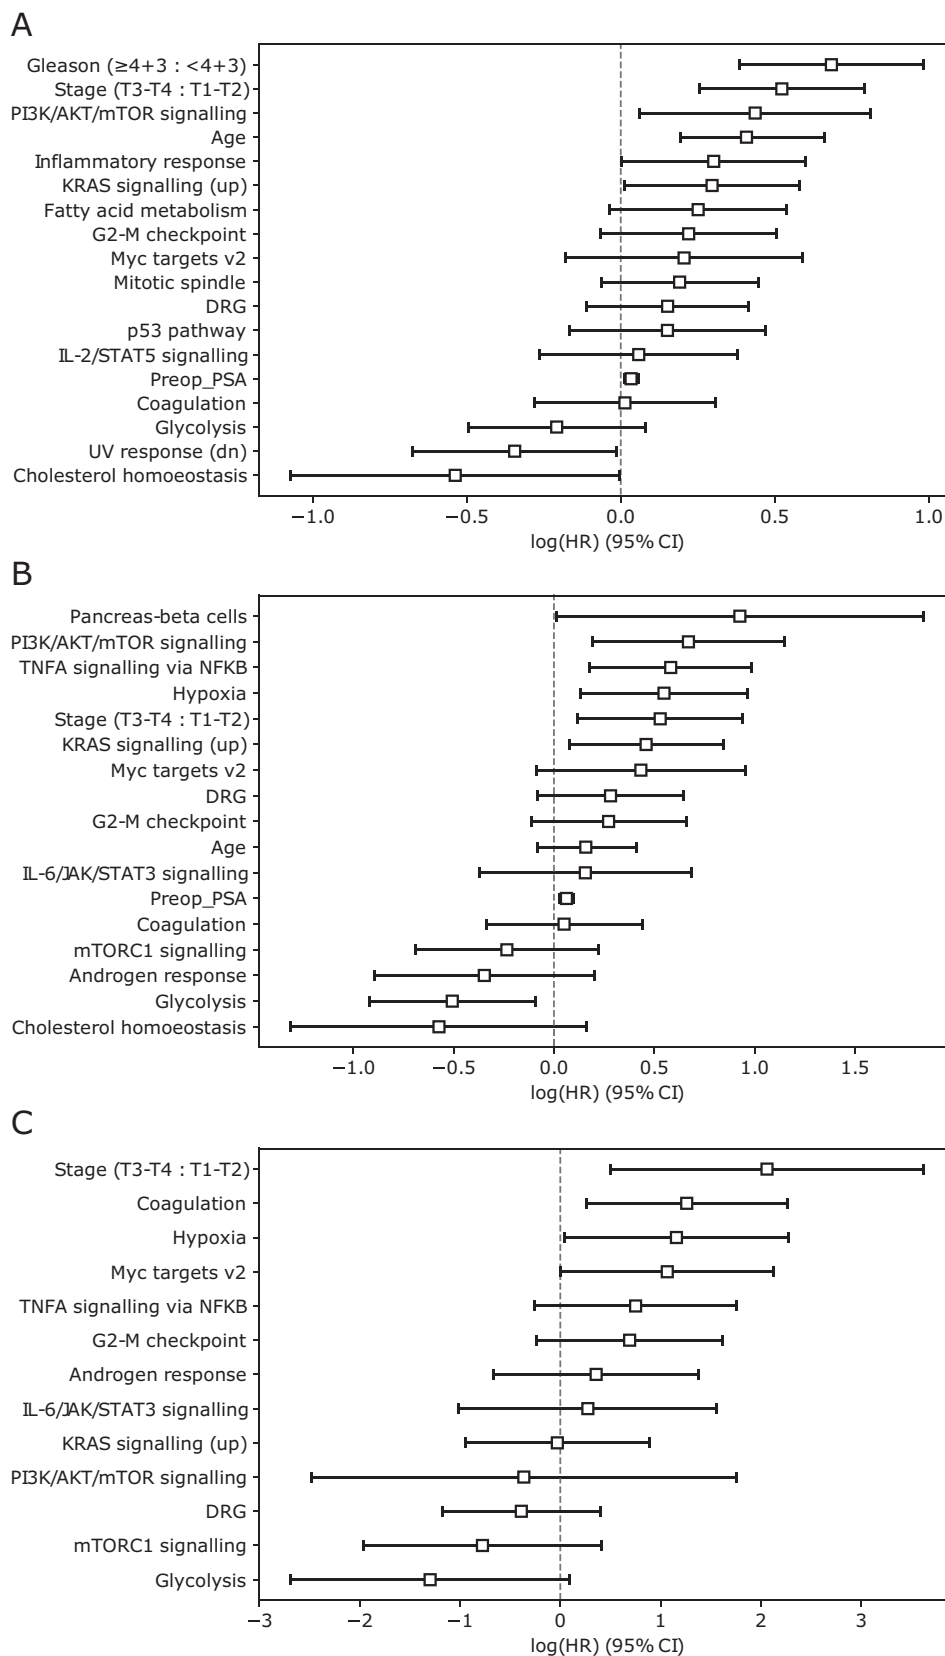 A
Gleason (≥4+3 : <4+3)
Stage (T3-T4 : T1-T2)
PI3K/AKT/mTOR signalling
Age
Inflammatory response
KRAS signalling (up)
Fatty acid metabolism
G2-M checkpoint
Myc targets v2
Mitotic spindle
DRG
p53 pathway
IL-2/STAT5 signalling
Preop_PSA
Coagulation
Glycolysis
UV response (dn)
Cholesterol homoeostasis
−1.0 −0.5 0.0 0.5 1.0
log(HR) (95% CI)
B
Pancreas-beta cells
PI3K/AKT/mTOR signalling
TNFA signalling via NFKB
Hypoxia
Stage (T3-T4 : T1-T2)
KRAS signalling (up)
Myc targets v2
DRG
G2-M checkpoint
Age
IL-6/JAK/STAT3 signalling
Preop_PSA
Coagulation
mTORC1 signalling
Androgen response
Glycolysis
Cholesterol homoeostasis
−1.0 −0.5 0.0 0.5 1.0 1.5
log(HR) (95% CI)
C
Stage (T3-T4 : T1-T2)
Coagulation
Hypoxia
Myc targets v2
TNFA signalling via NFKB
G2-M checkpoint
Androgen response
IL-6/JAK/STAT3 signalling
KRAS signalling (up)
PI3K/AKT/mTOR signalling
DRG
mTORC1 signalling
Glycolysis
−3 −2 −1 0 1 2 3
log(HR) (95% CI)